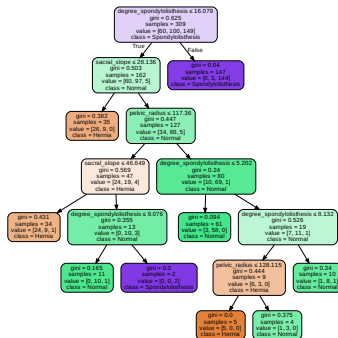 degree_spondylolisthesis ≤ 16.079
gini = 0.625
samples = 309
value = [60, 100, 149]
class = Spondylolisthesis
True
False
sacral_slope ≤ 28.136
gini = 0.503
samples = 162
value = [60, 97, 5]
class = Normal
gini = 0.04
samples = 147
value = [0, 3, 144]
class = Spondylolisthesis
gini = 0.382
samples = 35
value = [26, 9, 0]
class = Hernia
pelvic_radius ≤ 117.36
gini = 0.447
samples = 127
value = [34, 88, 5]
class = Normal
sacral_slope ≤ 46.649
gini = 0.569
samples = 47
value = [24, 19, 4]
class = Hernia
degree_spondylolisthesis ≤ 5.202
gini = 0.24
samples = 80
value = [10, 69, 1]
class = Normal
gini = 0.431
samples = 34
value = [24, 9, 1]
class = Hernia
degree_spondylolisthesis ≤ 9.076
gini = 0.355
samples = 13
value = [0, 10, 3]
class = Normal
gini = 0.094
samples = 61
value = [3, 58, 0]
class = Normal
degree_spondylolisthesis ≤ 8.132
gini = 0.526
samples = 19
value = [7, 11, 1]
class = Normal
gini = 0.165
samples = 11
value = [0, 10, 1]
class = Normal
gini = 0.0
samples = 2
value = [0, 0, 2]
class = Spondylolisthesis
pelvic_radius ≤ 128.115
gini = 0.444
samples = 9
value = [6, 3, 0]
class = Hernia
gini = 0.34
samples = 10
value = [1, 8, 1]
class = Normal
gini = 0.0
samples = 5
value = [5, 0, 0]
class = Hernia
gini = 0.375
samples = 4
value = [1, 3, 0]
class = Normal